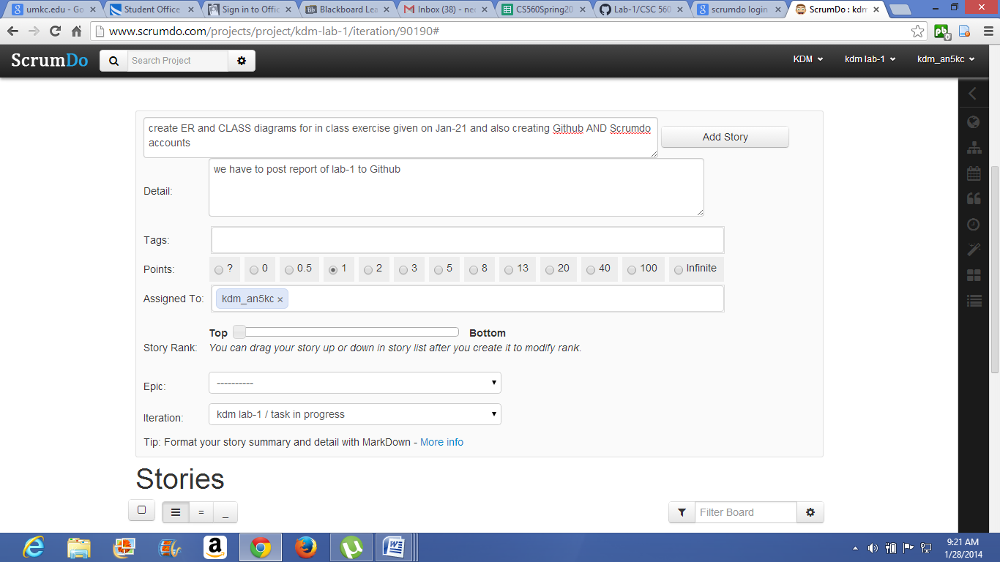 umkc.edu - Go
Student Office
Sign in to Offic
Blackboard Lea
Inbox (38) - ne
CS560Spring20
Lab-1/CSC 560
scrumdo login
ScrumDo : kdm
www.scrumdo.com/projects/project/kdm-lab-1/iteration/90190#
pb 0
ScrumDo
Search Project
KDM
kdm lab-1
kdm_an5kc
create ER and CLASS diagrams for in class exercise given on Jan-21 and also creating Github AND Scrumdo
accounts
Add Story
Detail:
we have to post report of lab-1 to Github
Tags:
Points:
? 0 0.5 1 2 3 5 8 13 20 40 100 Infinite
Assigned To:
kdm_an5kc ×
Top
Bottom
Story Rank:
You can drag your story up or down in story list after you create it to modify rank.
Epic:
----------
Iteration:
kdm lab-1 / task in progress
Tip: Format your story summary and detail with MarkDown - More info
Stories
= _
Filter Board
9:21 AM
1/28/2014